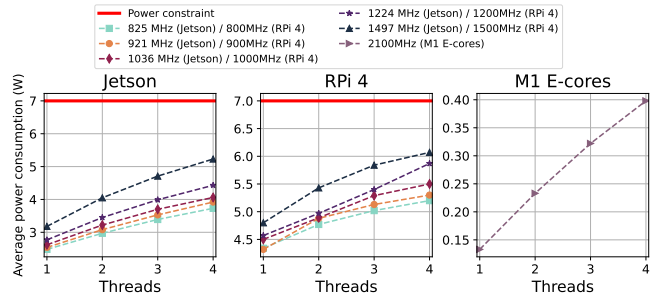 Power constraint
825 MHz (Jetson) / 800MHz (RPi 4)
921 MHz (Jetson) / 900MHz (RPi 4)
1036 MHz (Jetson) / 1000MHz (RPi 4)
1224 MHz (Jetson) / 1200MHz (RPi 4)
1497 MHz (Jetson) / 1500MHz (RPi 4)
2100MHz (M1 E-cores)
Average power consumption (W)
Jetson
7
6
5
4
3
1 2 3 4
Threads
RPi 4
7.0
6.5
6.0
5.5
5.0
4.5
1 2 3 4
Threads
M1 E-cores
0.40
0.35
0.30
0.25
0.20
0.15
1 2 3 4
Threads